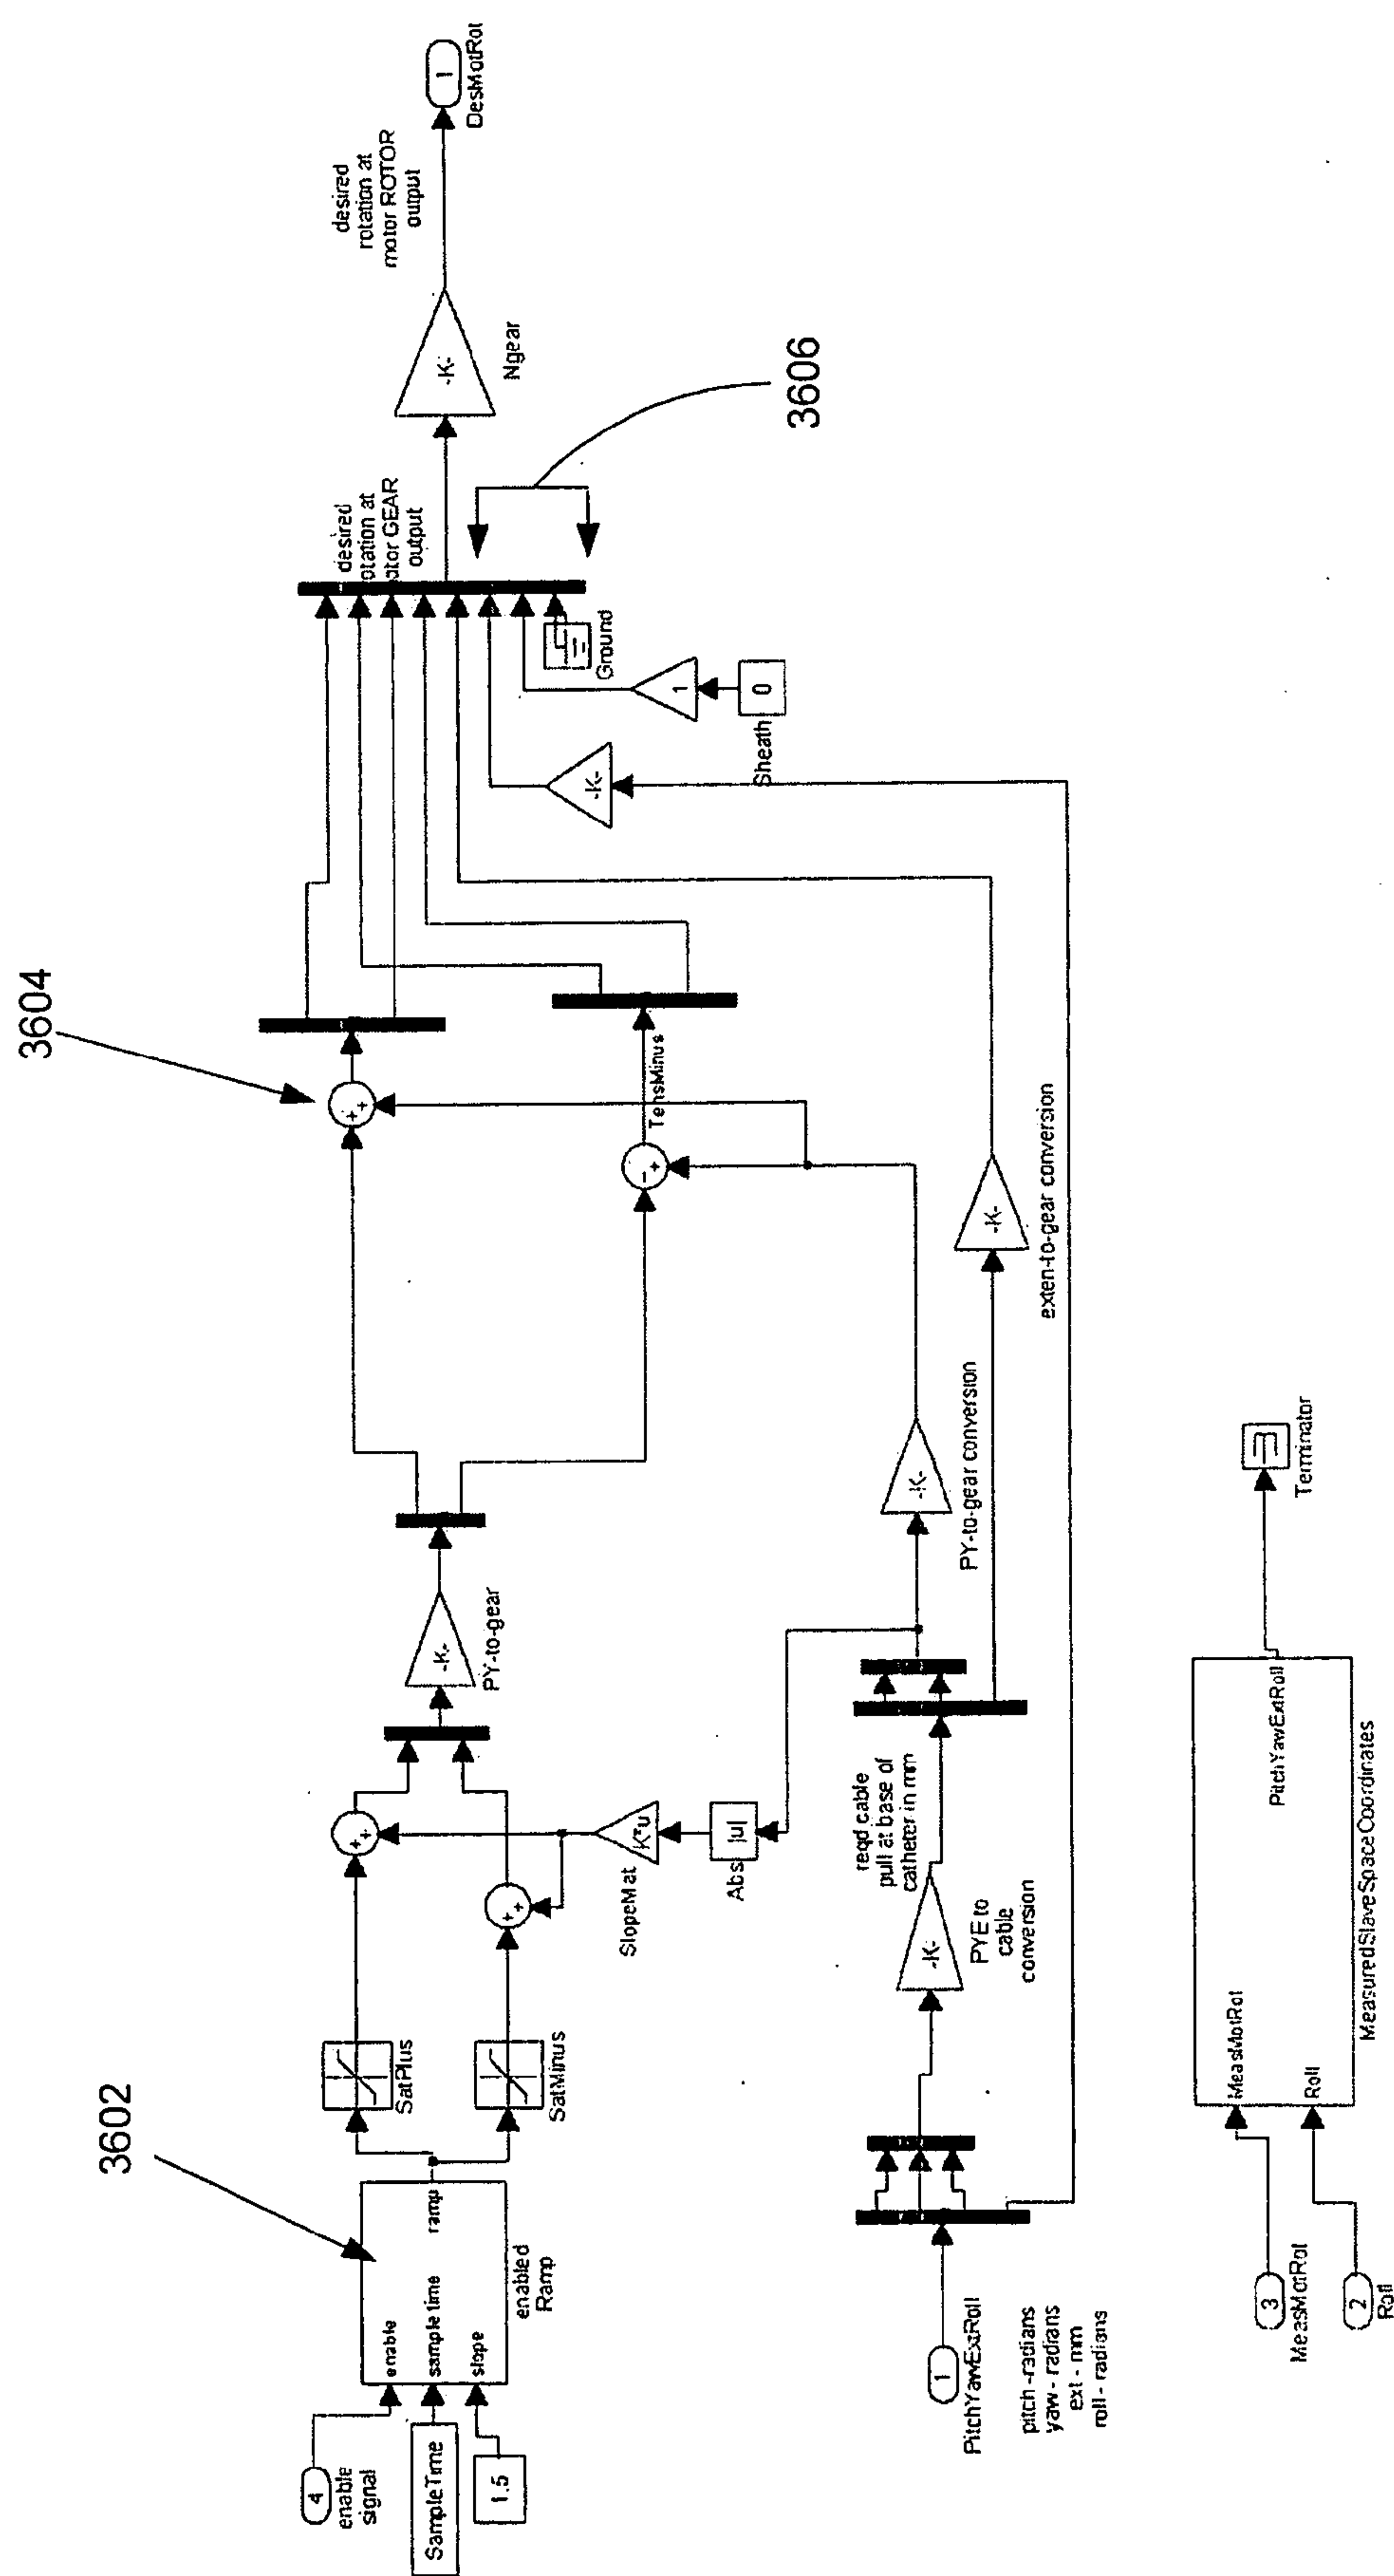 3602
3604
3606
4
enable
signal
SampleTime
1.5
enable
sample time
slope
ramp
enabled
Ramp
SatPlus
SatMinus
++
++
SlopeMat
K*u
Abs
|u|
-K-
PY-to-gear
++
-+
TensMinus
1
PitchYawExtRoll
pitch -radians
yaw - radians
ext - mm
roll - radians
-K-
PYE to
cable
conversion
reqd cable
pull at base of
catheter in mm
-K-
PY-to-gear conversion
-K-
exten-to-gear conversion
-K-
0
Sheath
1
Ground
desired
otation at
otor GEAR
output
-K-
Ngear
desired
rotation at
motor ROTOR
output
1
DesMotRot
3
MeasMotRot
2
Roll
MeasMotRot
Roll
PitchYawExtRoll
MeasuredSlaveSpaceCoordinates
Terminator